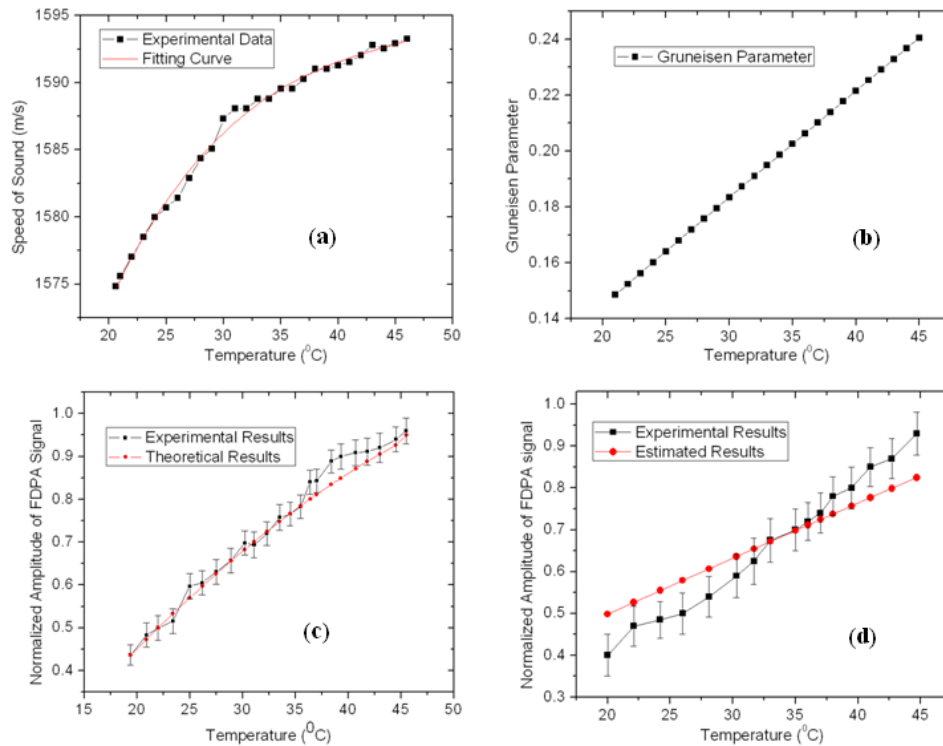 1595
1590
1585
1580
1575
Speed of Sound (m/s)
Experimental Data
Fitting Curve
(a)
20 25 30 35 40 45 50
Temperature (⁰C)
0.24
0.22
0.20
0.18
0.16
0.14
Gruneisen Parameter
Gruneisen Parameter
(b)
20 25 30 35 40 45
Temeprature (⁰C)
1.0
0.9
0.8
0.7
0.6
0.5
0.4
Normalized Amplitude of FDPA Signal
Experimental Results
Theoretical Results
(c)
15 20 25 30 35 40 45 50
Temperature (⁰C)
1.0
0.9
0.8
0.7
0.6
0.5
0.4
0.3
Normalized Amplitude of FDPA signal
Experimental Results
Estimated Results
(d)
20 25 30 35 40 45
Temperature (⁰C)